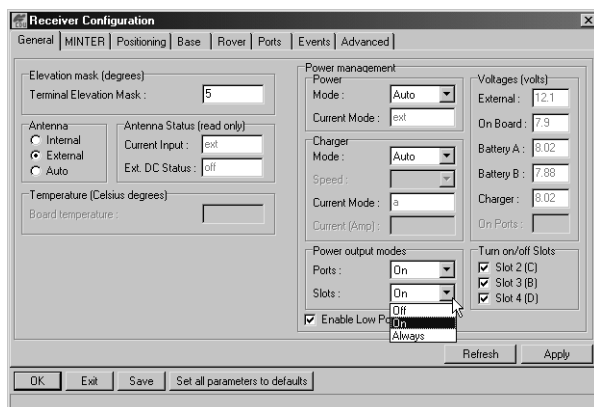 Receiver Configuration
General MINTER Positioning Base Rover Ports Events Advanced
Elevation mask (degrees)
Terminal Elevation Mask : 5
Antenna
Internal
External
Auto
Antenna Status (read only)
Current Input : ext
Ext. DC Status : off
Temperature (Celsius degrees)
Board temperature :
Power management
Power
Mode : Auto
Current Mode : ext
Charger
Mode : Auto
Speed :
Current Mode : a
Current (Amp) :
Power output modes
Ports : On
Slots : On
Off
On
Always
Enable Low
Voltages (volts)
External : 12.1
On Board : 7.9
Battery A : 8.02
Battery B : 7.88
Charger : 8.02
On Ports :
Turn on/off Slots
Slot 2 (C)
Slot 3 (B)
Slot 4 (D)
Refresh Apply
OK Exit Save Set all parameters to defaults